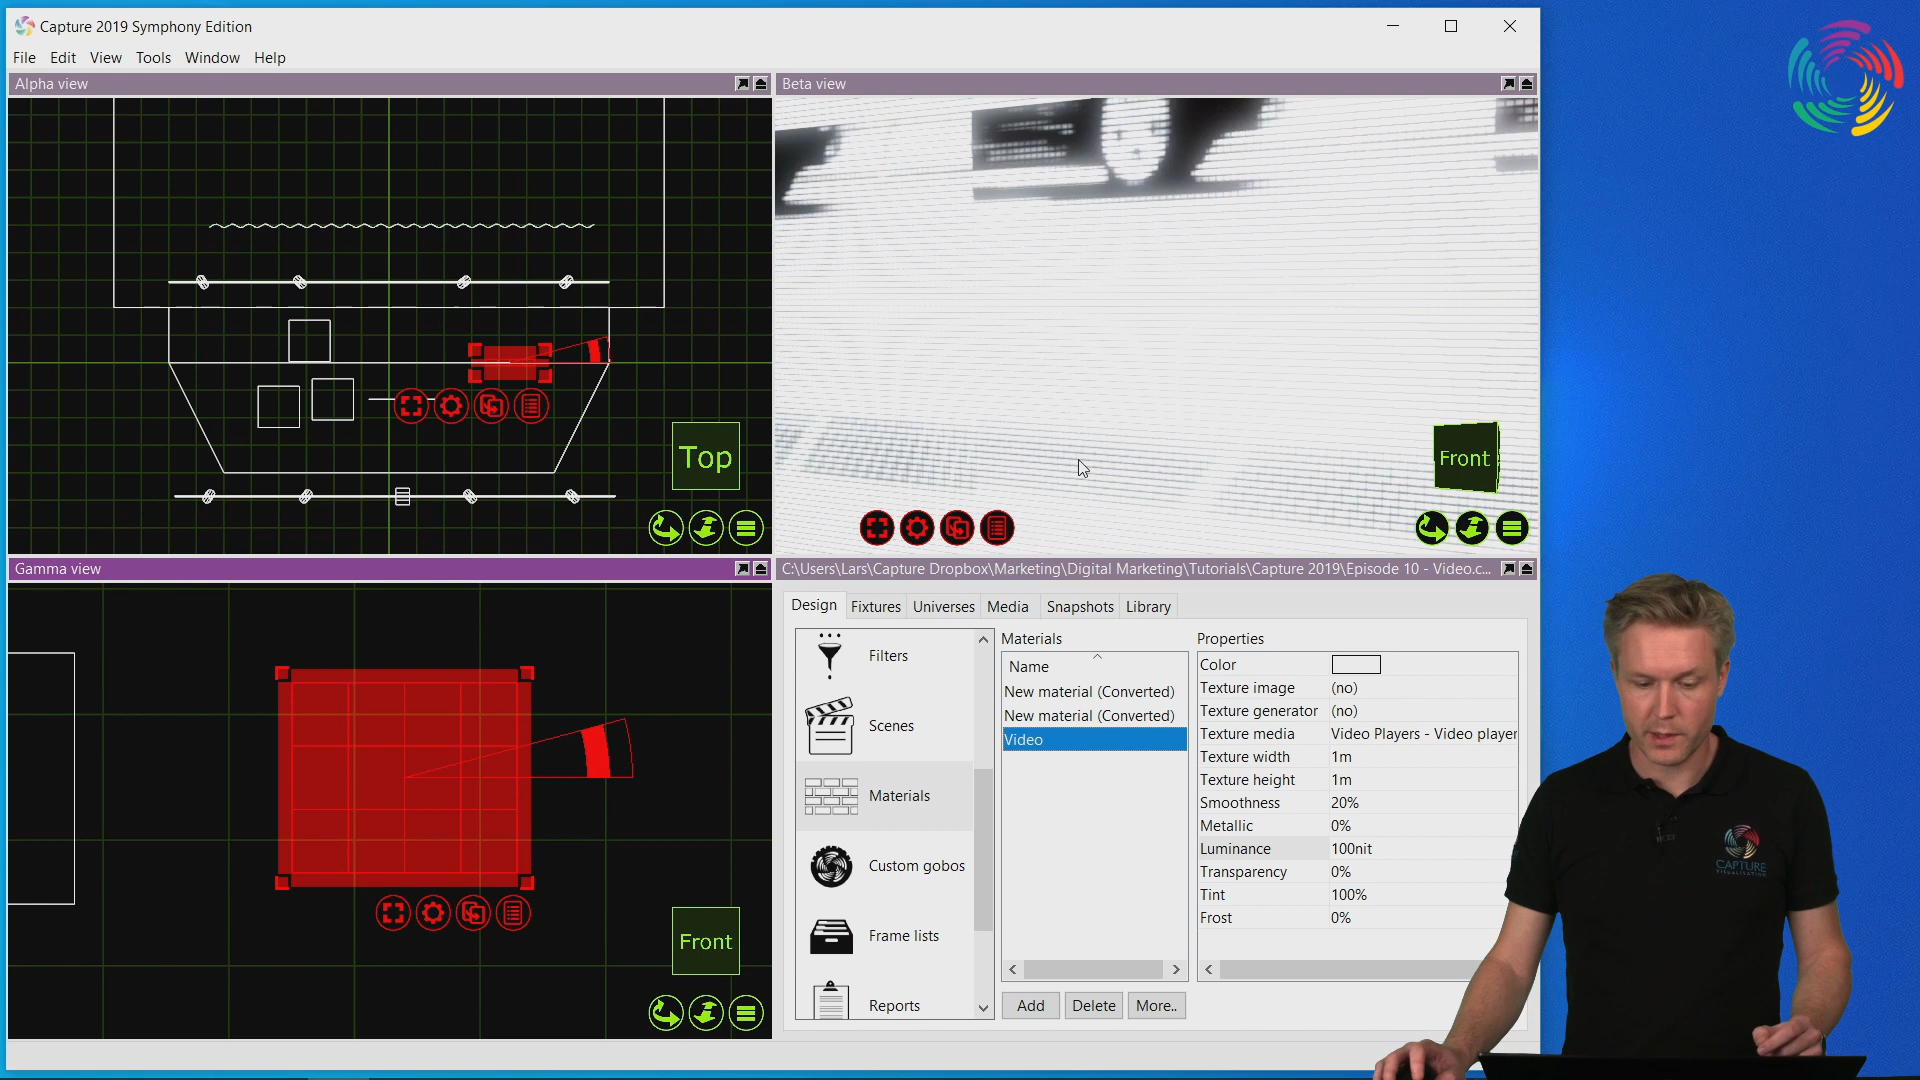 Capture 2019 Symphony Edition
File Edit View Tools Window Help
Alpha view
Top
Beta view
Front
Gamma view
Front
C:\Users\Lars\Capture Dropbox\Marketing\Digital Marketing\Tutorials\Capture 2019\Episode 10 - Video.c...
Design Fixtures Universes Media Snapshots Library
Filters
Scenes
Materials
Custom gobos
Frame lists
Reports
Materials
Name
New material (Converted)
New material (Converted)
Video
Add Delete More..
Properties
Color
Texture image (no)
Texture generator (no)
Texture media Video Players - Video player
Texture width 1m
Texture height 1m
Smoothness 20%
Metallic 0%
Luminance 100nit
Transparency 0%
Tint 100%
Frost 0%
CAPTURE